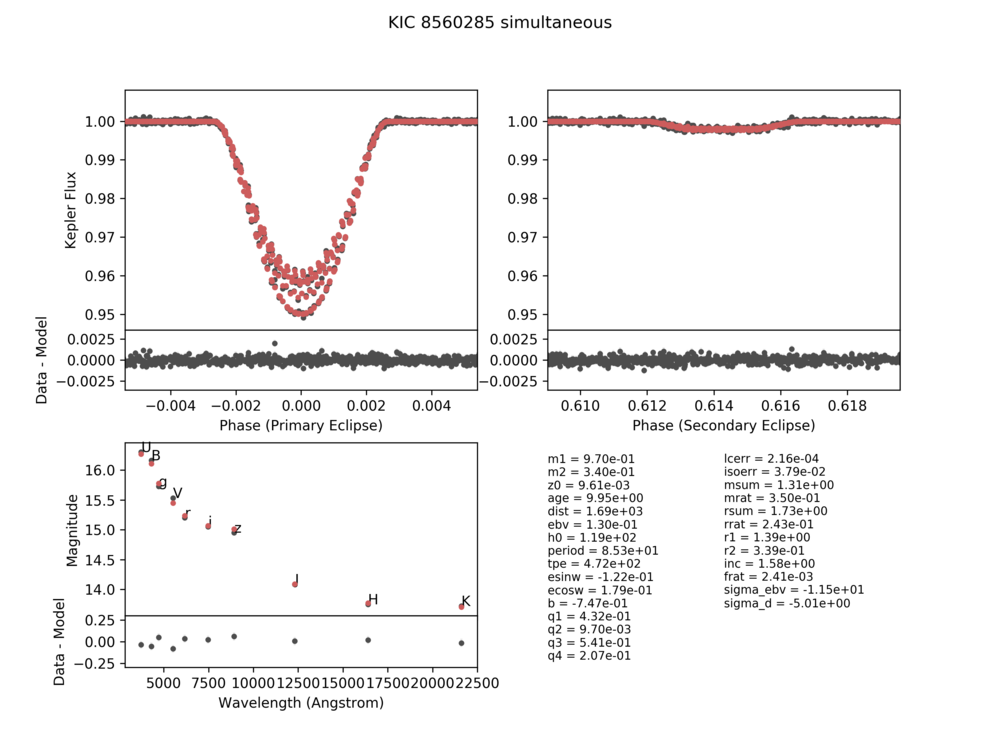 KIC 8560285 simultaneous
1.00
0.99
0.98
0.97
0.96
0.95
Kepler Flux
0.0025
0.0000
−0.0025
Data - Model
−0.004 −0.002 0.000 0.002 0.004
Phase (Primary Eclipse)
1.00
0.99
0.98
0.97
0.96
0.95
0.0025
0.0000
−0.0025
0.610 0.612 0.614 0.616 0.618
Phase (Secondary Eclipse)
16.0
15.5
15.0
14.5
14.0
Magnitude
U
B
g
V
r
i
z
J
H
K
0.25
0.00
−0.25
Data - Model
5000 7500 10000 12500 15000 17500 20000 22500
Wavelength (Angstrom)
m1 = 9.70e-01
m2 = 3.40e-01
z0 = 9.61e-03
age = 9.95e+00
dist = 1.69e+03
ebv = 1.30e-01
h0 = 1.19e+02
period = 8.53e+01
tpe = 4.72e+02
esinw = -1.22e-01
ecosw = 1.79e-01
b = -7.47e-01
q1 = 4.32e-01
q2 = 9.70e-03
q3 = 5.41e-01
q4 = 2.07e-01
lcerr = 2.16e-04
isoerr = 3.79e-02
msum = 1.31e+00
mrat = 3.50e-01
rsum = 1.73e+00
rrat = 2.43e-01
r1 = 1.39e+00
r2 = 3.39e-01
inc = 1.58e+00
frat = 2.41e-03
sigma_ebv = -1.15e+01
sigma_d = -5.01e+00